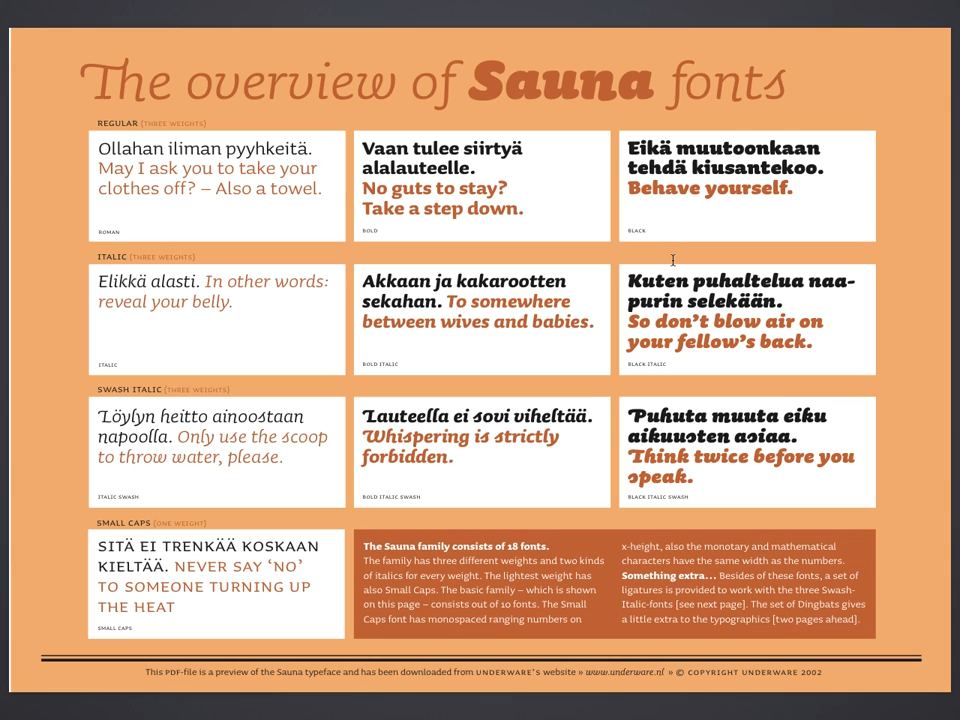 The overview of Sauna fonts
REGULAR [THREE WEIGHTS]
Ollahan iliman pyyhkeitä.
May I ask you to take your
clothes off? – Also a towel.
ROMAN
Vaan tulee siirtyä
alalauteelle.
No guts to stay?
Take a step down.
BOLD
Eikä muutoonkaan
tehdä kiusantekoo.
Behave yourself.
BLACK
ITALIC [THREE WEIGHTS]
Elikkä alasti. In other words:
reveal your belly.
ITALIC
Akkaan ja kakarootten
sekahan. To somewhere
between wives and babies.
BOLD ITALIC
Kuten puhaltelua naa-
purin selekään.
So don't blow air on
your fellow's back.
BLACK ITALIC
SWASH ITALIC [THREE WEIGHTS]
Löylyn heitto ainoostaan
napoolla. Only use the scoop
to throw water, please.
ITALIC SWASH
Lauteella ei sovi viheltää.
Whispering is strictly
forbidden.
BOLD ITALIC SWASH
Puhuta muuta eiku
aikuusten asiaa.
Think twice before you
speak.
BLACK ITALIC SWASH
SMALL CAPS [ONE WEIGHT]
SITÄ EI TRENKÄÄ KOSKAAN
KIELTÄÄ. NEVER SAY ‘NO’
TO SOMEONE TURNING UP
THE HEAT
SMALL CAPS
The Sauna family consists of 18 fonts.
The family has three different weights and two kinds
of italics for every weight. The lightest weight has
also Small Caps. The basic family – which is shown
on this page – consists out of 10 fonts. The Small
Caps font has monospaced ranging numbers on
x-height, also the monotary and mathematical
characters have the same width as the numbers.
Something extra... Besides of these fonts, a set of
ligatures is provided to work with the three Swash-
Italic-fonts [see next page]. The set of Dingbats gives
a little extra to the typographics [two pages ahead].
This PDF-file is a preview of the Sauna typeface and has been downloaded from UNDERWARE'S website » www.underware.nl » © COPYRIGHT UNDERWARE 2002